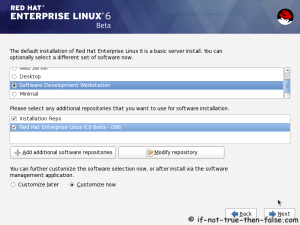 RED HAT
ENTERPRISE LINUX 6
Beta
The default installation of Red Hat Enterprise Linux 6 is a basic server install. You can
optionally select a different set of software now.
Web Server
Desktop
Software Development Workstation
Minimal
Please select any additional repositories that you want to use for software installation.
Installation Repo
Red Hat Enterprise Linux 6.0 Beta - i386
Add additional software repositories
Modify repository
You can further customize the software selection now, or after install via the software
management application.
Customize later
Customize now
Back
Next
© if-not-true-then-false.com